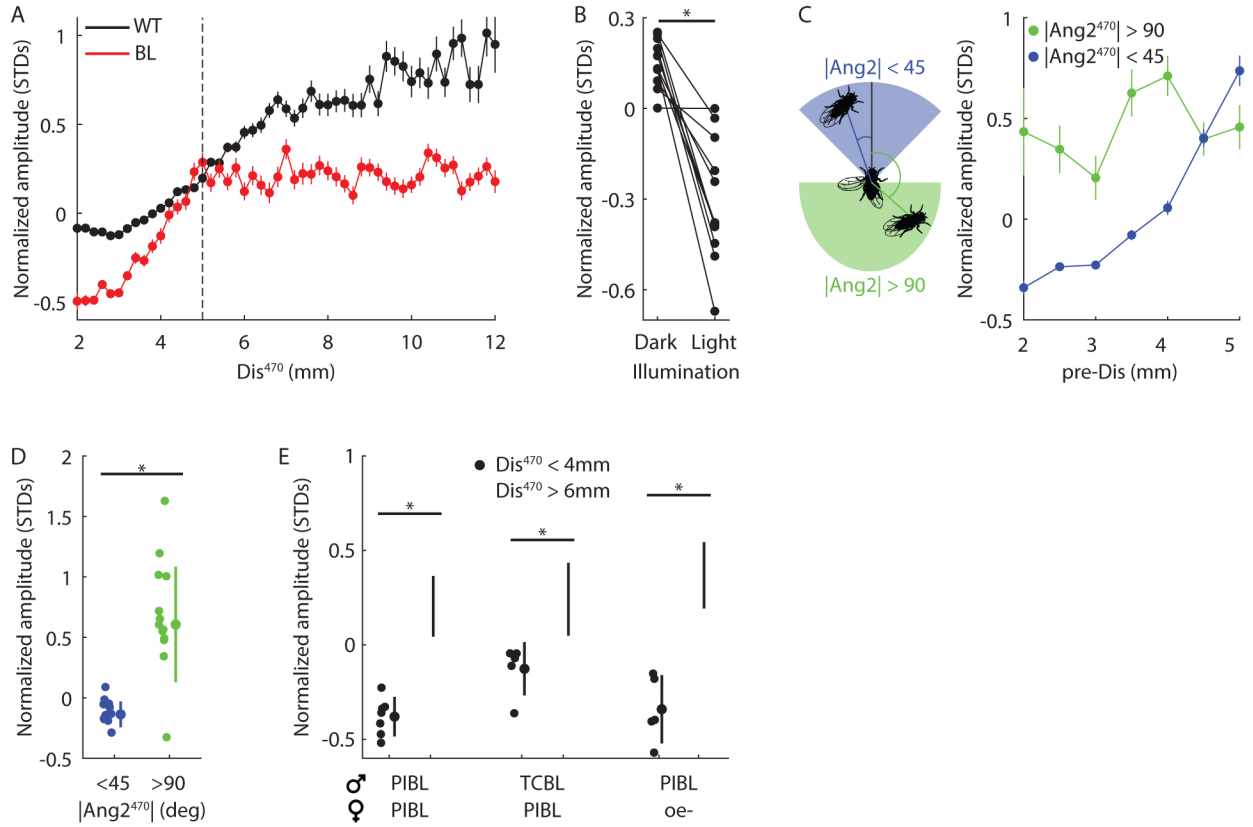 A
WT
BL
Normalized amplitude (STDs)
1
0.5
0
-0.5
2
4
6
8
10
12
Dis⁴⁷⁰ (mm)
B
*
Normalized amplitude (STDs)
0.3
0
-0.3
-0.6
Dark Light
Illumination
C
|Ang2| < 45
|Ang2| > 90
|Ang2⁴⁷⁰| > 90
|Ang2⁴⁷⁰| < 45
Normalized amplitude (STDs)
1
0.5
0
-0.5
2
3
4
5
pre-Dis (mm)
D
*
Normalized amplitude (STDs)
2
1.5
1
0.5
0
-0.5
<45 >90
|Ang2⁴⁷⁰| (deg)
E
Dis⁴⁷⁰ < 4mm
Dis⁴⁷⁰ > 6mm
*
*
*
Normalized amplitude (STDs)
1
0.5
0
-0.5
♂ PIBL TCBL PIBL
♀ PIBL PIBL oe-